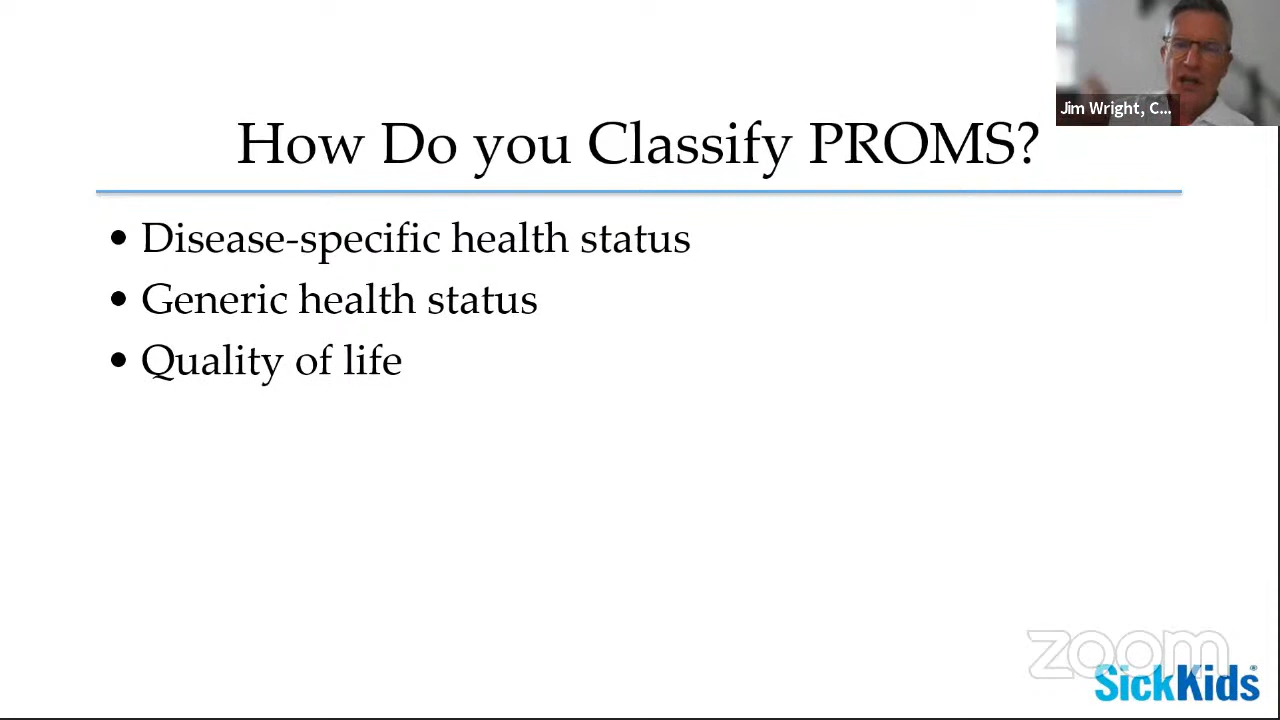 Jim Wright, C...
How Do you Classify PROMS?
• Disease-specific health status
• Generic health status
• Quality of life
zoom
SickKids®